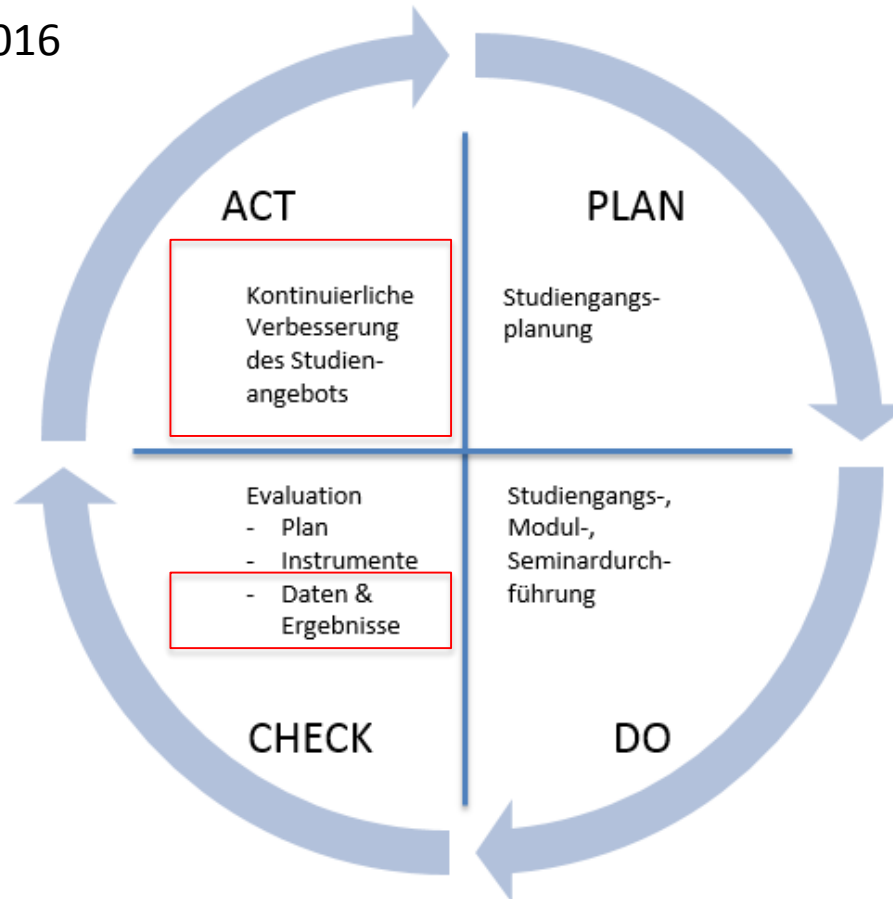 016
ACT
Kontinuierliche
Verbesserung
des Studien-
angebots
PLAN
Studiengangs-
planung
Evaluation
- Plan
- Instrumente
- Daten &
Ergebnisse
CHECK
Studiengangs-,
Modul-,
Seminardurch-
führung
DO